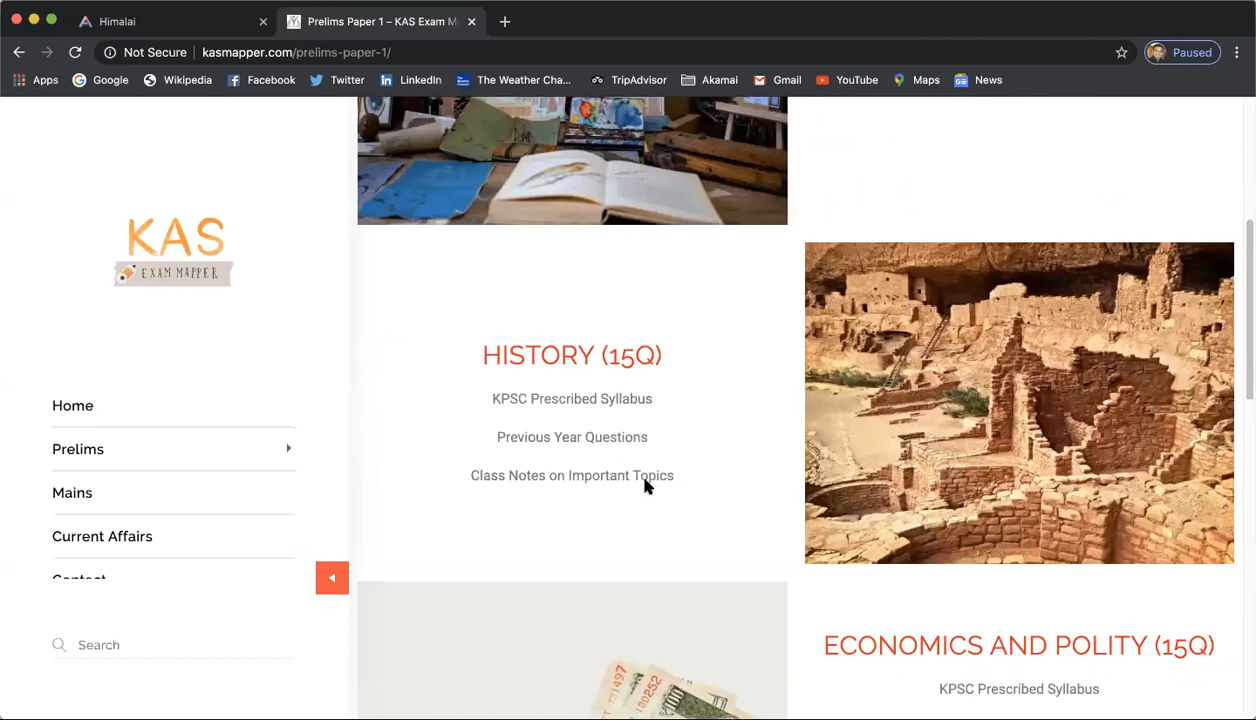 Himalai
Prelims Paper 1 – KAS Exam M
Not Secure
kasmapper.com/prelims-paper-1/
Paused
Apps
Google
Wikipedia
Facebook
Twitter
LinkedIn
The Weather Cha...
TripAdvisor
Akamai
Gmail
YouTube
Maps
News
KAS
EXAM MAPPER
Home
Prelims
Mains
Current Affairs
Contact
Search
HISTORY (15Q)
KPSC Prescribed Syllabus
Previous Year Questions
Class Notes on Important Topics
100
ECONOMICS AND POLITY (15Q)
KPSC Prescribed Syllabus